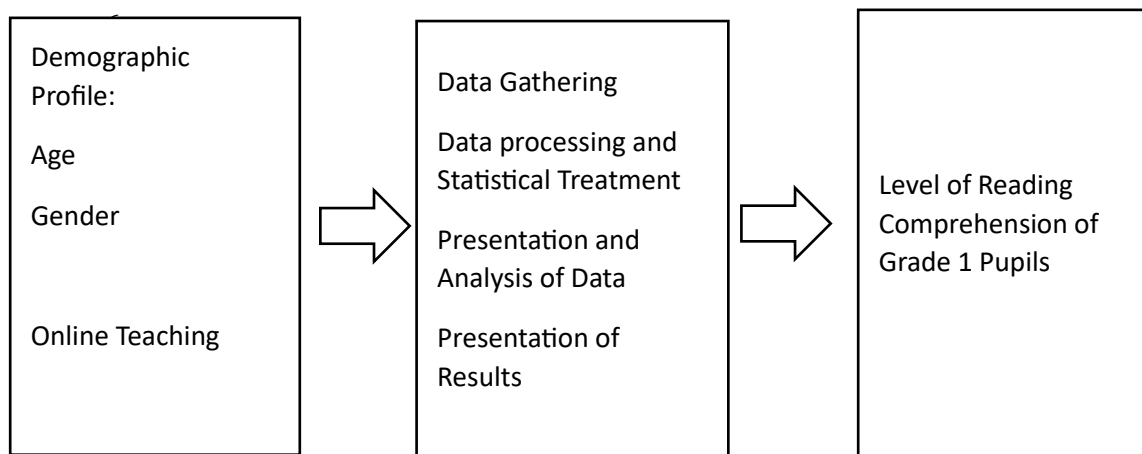 Demographic
Profile:
Age
Gender
Online Teaching
Data Gathering
Data processing and
Statistical Treatment
Presentation and
Analysis of Data
Presentation of
Results
Level of Reading
Comprehension of
Grade 1 Pupils